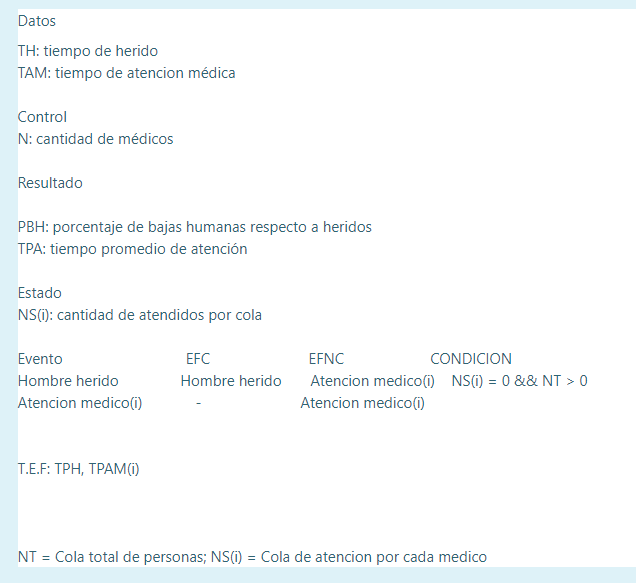 Datos
TH: tiempo de herido
TAM: tiempo de atencion médica
Control
N: cantidad de médicos
Resultado
PBH: porcentaje de bajas humanas respecto a heridos
TPA: tiempo promedio de atención
Estado
NS(i): cantidad de atendidos por cola
Evento EFC EFNC CONDICION
Hombre herido Hombre herido Atencion medico(i) NS(i) = 0 && NT > 0
Atencion medico(i) - Atencion medico(i)
T.E.F: TPH, TPAM(i)
NT = Cola total de personas; NS(i) = Cola de atencion por cada medico